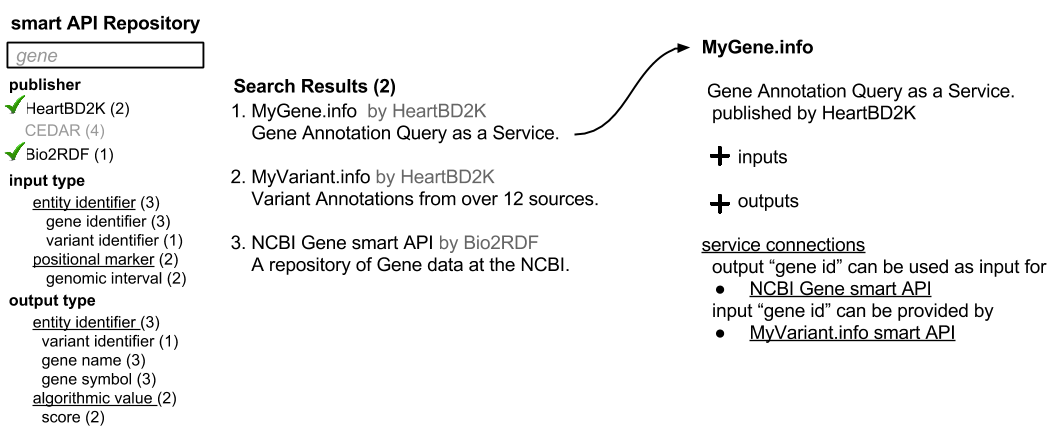 smart API Repository
gene
publisher
HeartBD2K (2)
CEDAR (4)
Bio2RDF (1)
input type
entity identifier (3)
gene identifier (3)
variant identifier (1)
positional marker (2)
genomic interval (2)
output type
entity identifier (3)
variant identifier (1)
gene name (3)
gene symbol (3)
algorithmic value (2)
score (2)
Search Results (2)
1. MyGene.info by HeartBD2K
Gene Annotation Query as a Service.
2. MyVariant.info by HeartBD2K
Variant Annotations from over 12 sources.
3. NCBI Gene smart API by Bio2RDF
A repository of Gene data at the NCBI.
MyGene.info
Gene Annotation Query as a Service.
published by HeartBD2K
+ inputs
+ outputs
service connections
output “gene id” can be used as input for
● NCBI Gene smart API
input “gene id” can be provided by
● MyVariant.info smart API